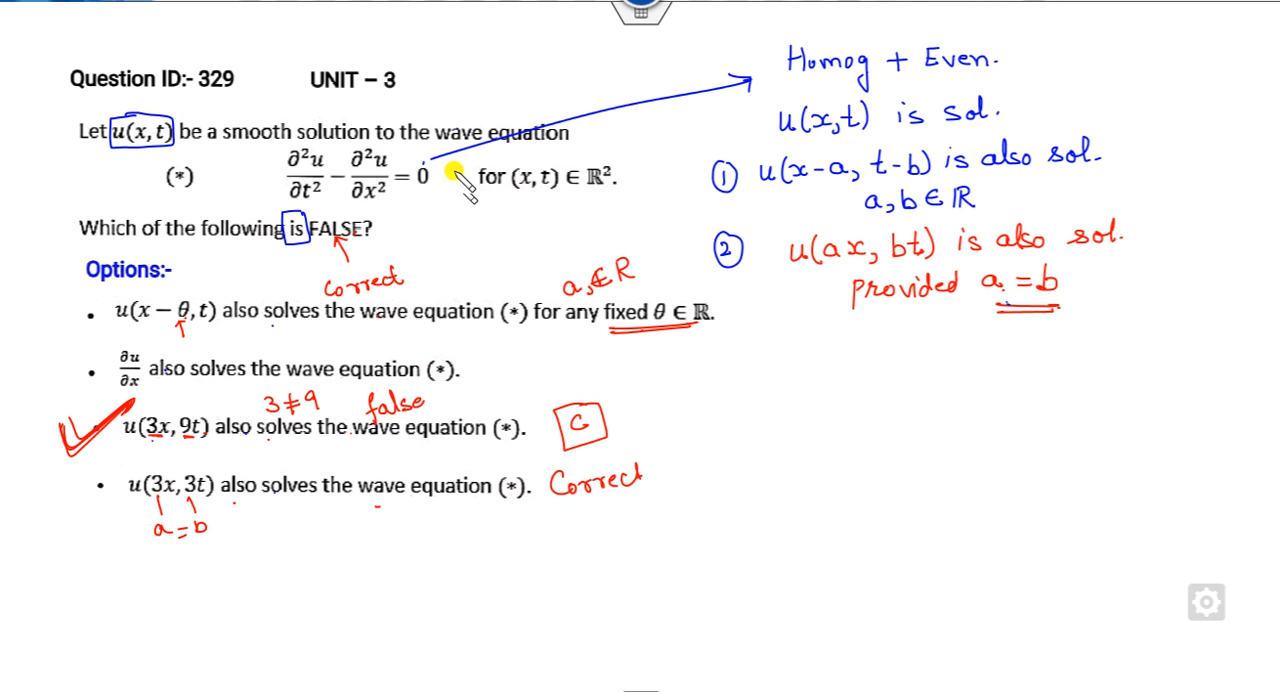 Question ID:- 329 UNIT – 3
Let u(x, t) be a smooth solution to the wave equation
(*) ∂²u/∂t² − ∂²u/∂x² = 0 for (x, t) ∈ ℝ².
Which of the following is FALSE?
Correct
Options:-
a, ∈ R
• u(x − θ, t) also solves the wave equation (*) for any fixed θ ∈ ℝ.
• ∂u/∂x also solves the wave equation (*).
3 ≠ 9 false
u(3x, 9t) also solves the wave equation (*). C
• u(3x, 3t) also solves the wave equation (*). Correct
a = b
Homog + Even.
u(x,t) is sol.
① u(x-a, t-b) is also sol.
a, b ∈ R
② u(ax, bt) is also sol.
provided a = b